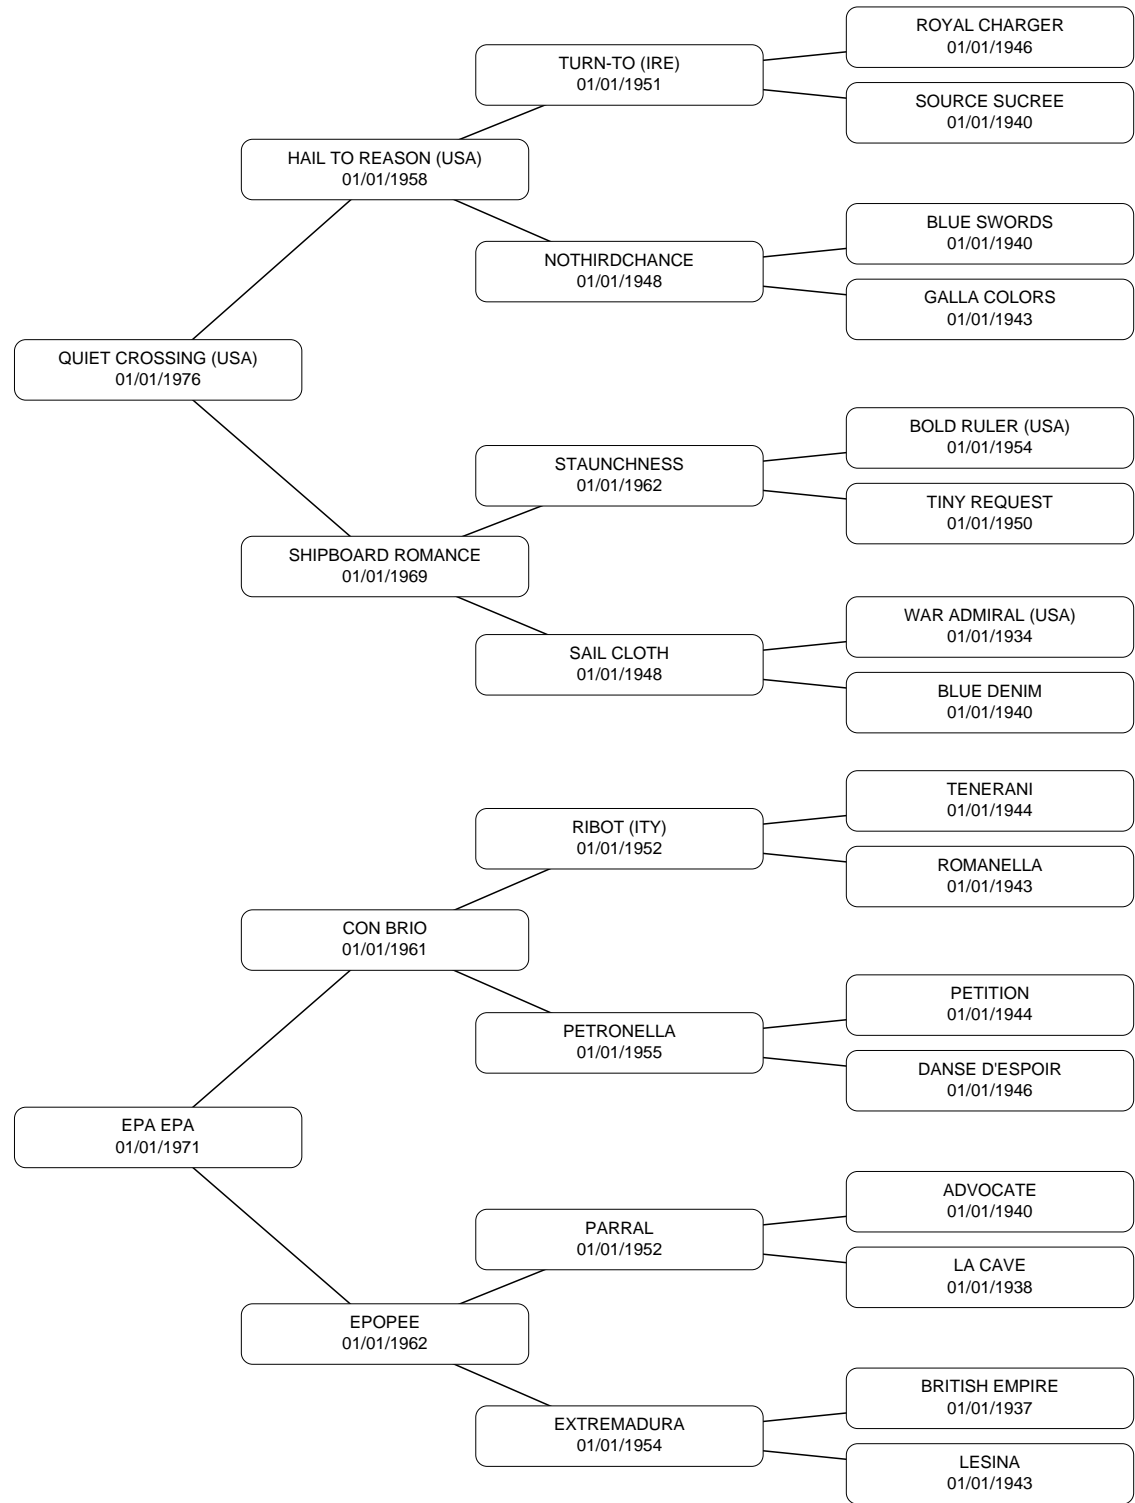 ROYAL CHARGER
01/01/1946
TURN-TO (IRE)
01/01/1951
SOURCE SUCREE
01/01/1940
HAIL TO REASON (USA)
01/01/1958
BLUE SWORDS
01/01/1940
NOTHIRDCHANCE
01/01/1948
GALLA COLORS
01/01/1943
QUIET CROSSING (USA)
01/01/1976
BOLD RULER (USA)
01/01/1954
STAUNCHNESS
01/01/1962
TINY REQUEST
01/01/1950
SHIPBOARD ROMANCE
01/01/1969
WAR ADMIRAL (USA)
01/01/1934
SAIL CLOTH
01/01/1948
BLUE DENIM
01/01/1940
TENERANI
01/01/1944
RIBOT (ITY)
01/01/1952
ROMANELLA
01/01/1943
CON BRIO
01/01/1961
PETITION
01/01/1944
PETRONELLA
01/01/1955
DANSE D'ESPOIR
01/01/1946
EPA EPA
01/01/1971
ADVOCATE
01/01/1940
PARRAL
01/01/1952
LA CAVE
01/01/1938
EPOPEE
01/01/1962
BRITISH EMPIRE
01/01/1937
EXTREMADURA
01/01/1954
LESINA
01/01/1943